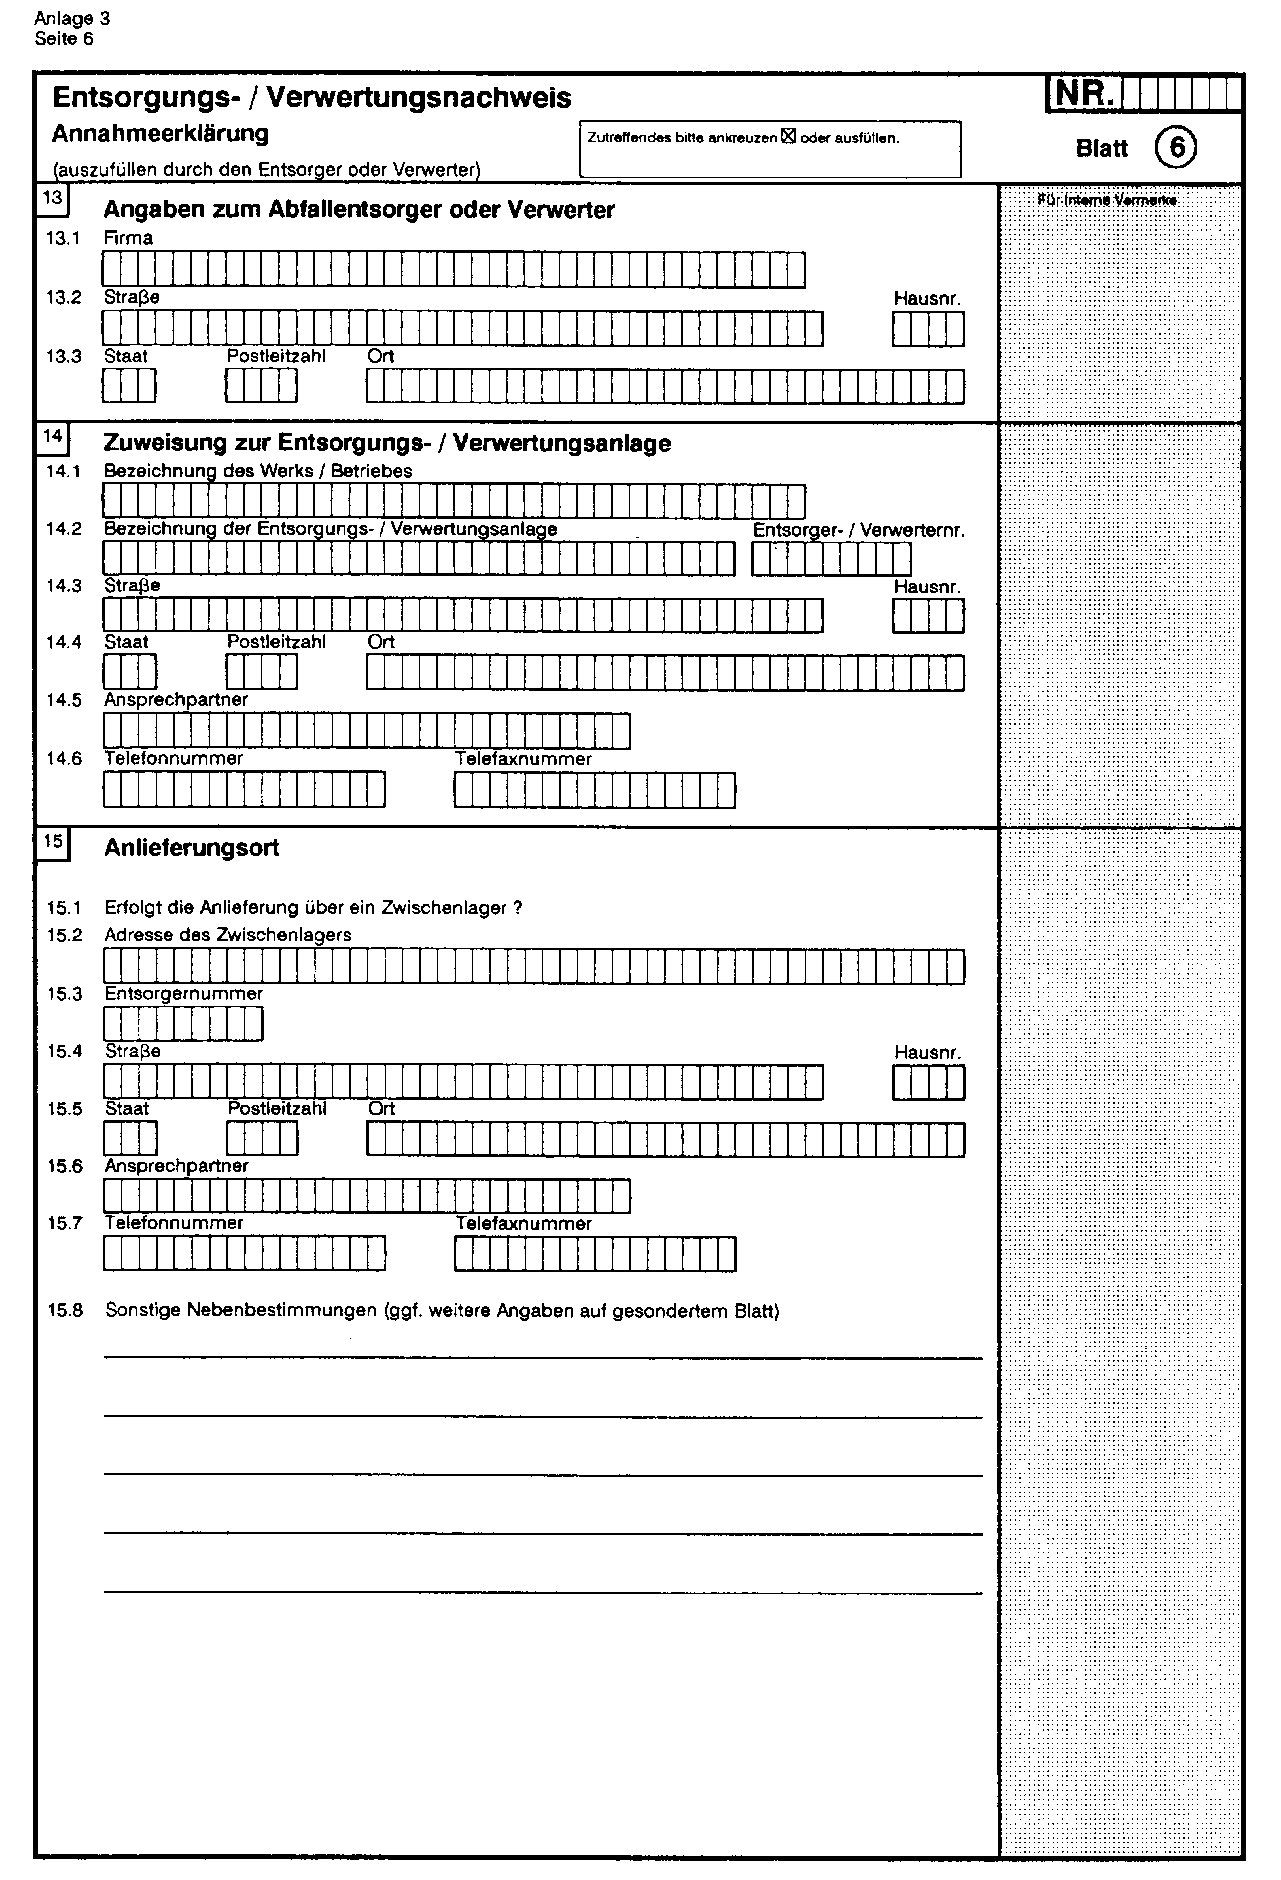 Anlage 3
Seite 6
Entsorgungs- / Verwertungsnachweis
NR.
Annahmeerklärung
Zutreffendes bitte ankreuzen ☒ oder ausfüllen.
Blatt 6
(auszufüllen durch den Entsorger oder Verwerter)
13 Angaben zum Abfallentsorger oder Verwerter
Für interne Vermerke
13.1 Firma
13.2 Straße Hausnr.
13.3 Staat Postleitzahl Ort
14 Zuweisung zur Entsorgungs- / Verwertungsanlage
14.1 Bezeichnung des Werks / Betriebes
14.2 Bezeichnung der Entsorgungs- / Verwertungsanlage Entsorger- / Verwerternr.
14.3 Straße Hausnr.
14.4 Staat Postleitzahl Ort
14.5 Ansprechpartner
14.6 Telefonnummer Telefaxnummer
15 Anlieferungsort
15.1 Erfolgt die Anlieferung über ein Zwischenlager ?
15.2 Adresse des Zwischenlagers
15.3 Entsorgernummer
15.4 Straße Hausnr.
15.5 Staat Postleitzahl Ort
15.6 Ansprechpartner
15.7 Telefonnummer Telefaxnummer
15.8 Sonstige Nebenbestimmungen (ggf. weitere Angaben auf gesondertem Blatt)